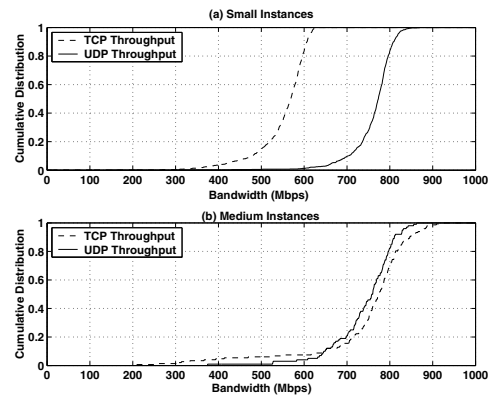 (a) Small Instances
1
0.8
0.6
0.4
0.2
0
Cumulative Distribution
TCP Throughput
UDP Throughput
0 100 200 300 400 500 600 700 800 900 1000
Bandwidth (Mbps)
(b) Medium Instances
1
0.8
0.6
0.4
0.2
0
Cumulative Distribution
TCP Throughput
UDP Throughput
0 100 200 300 400 500 600 700 800 900 1000
Bandwidth (Mbps)